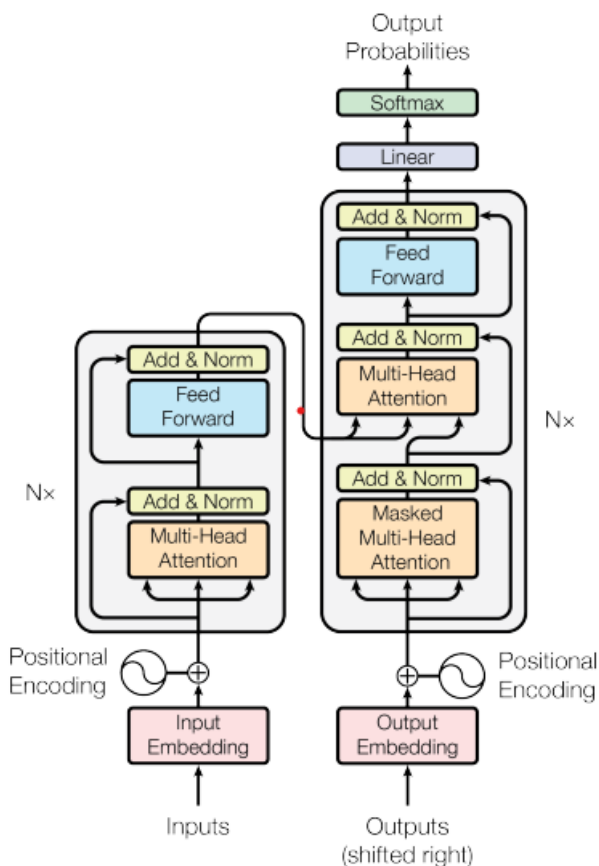 Output
Probabilities
Softmax
Linear
Add & Norm
Feed
Forward
Add & Norm
Multi-Head
Attention
Nx
Add & Norm
Masked
Multi-Head
Attention
Add & Norm
Feed
Forward
Nx
Add & Norm
Multi-Head
Attention
Positional
Encoding
Positional
Encoding
Input
Embedding
Output
Embedding
Inputs
Outputs
(shifted right)